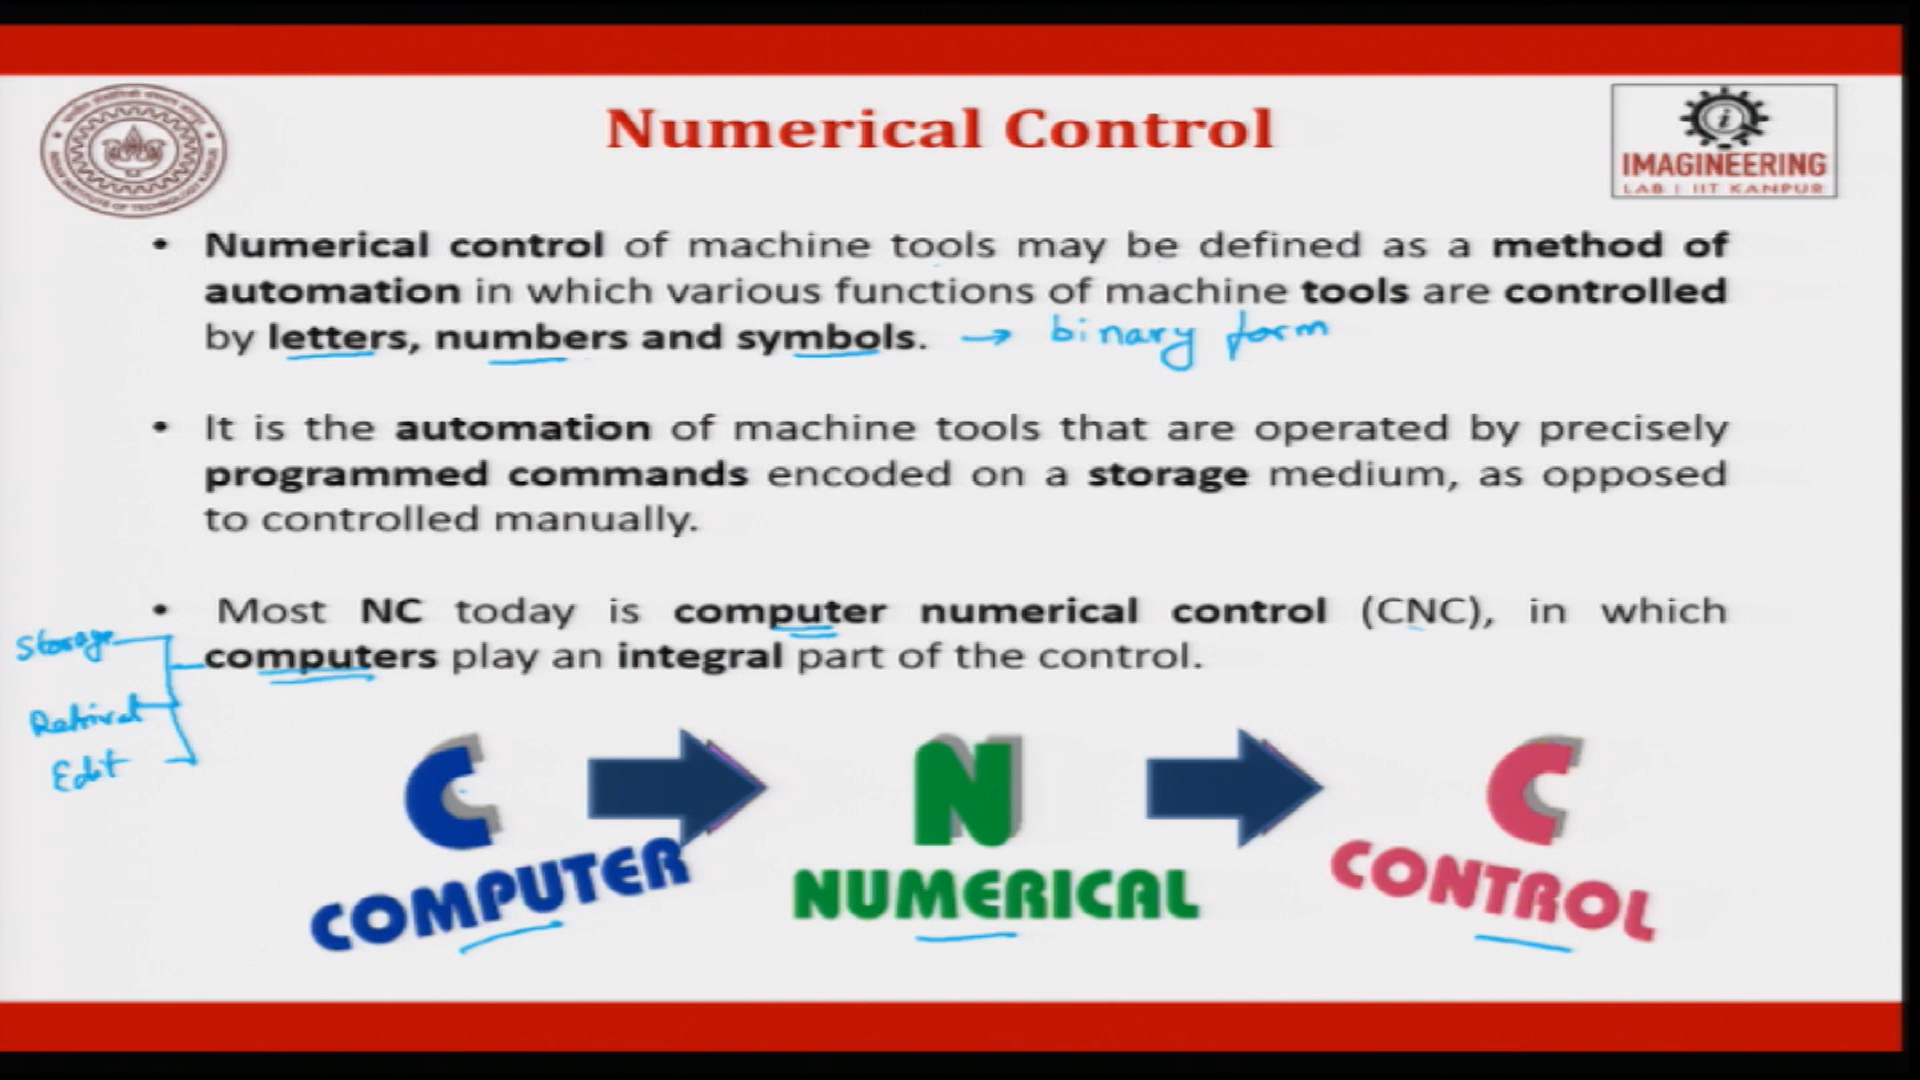 Numerical Control
IMAGINEERING
LAB | IIT KANPUR
• Numerical control of machine tools may be defined as a method of
automation in which various functions of machine tools are controlled
by letters, numbers and symbols. → binary form
• It is the automation of machine tools that are operated by precisely
programmed commands encoded on a storage medium, as opposed
to controlled manually.
• Most NC today is computer numerical control (CNC), in which
computers play an integral part of the control.
Storage
Retrival
Edit
C N C
COMPUTER NUMERICAL CONTROL